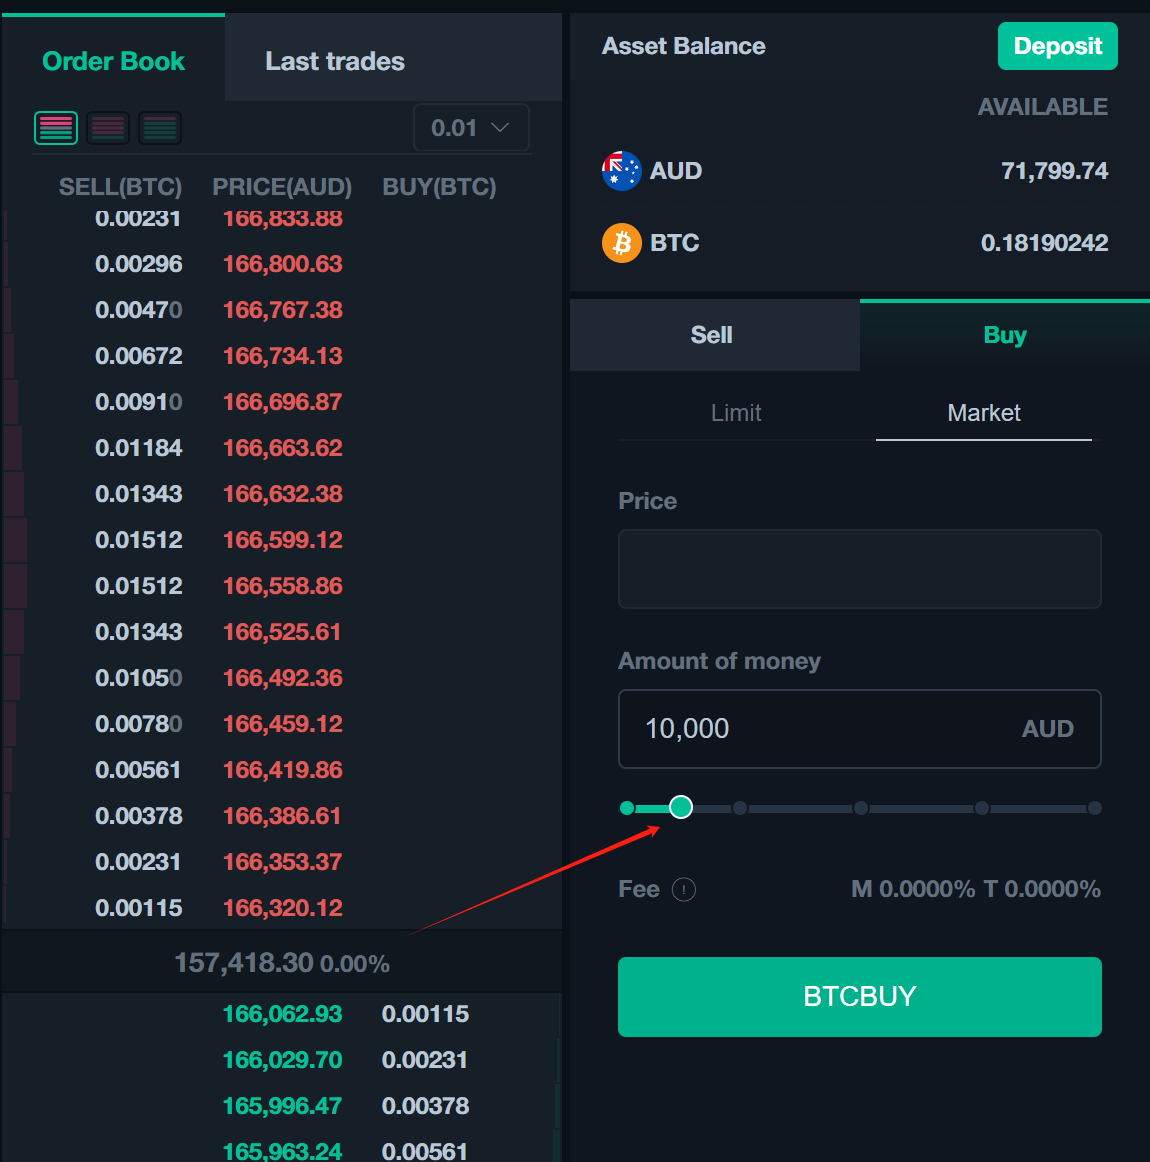 Order Book Last trades
0.01
SELL(BTC) PRICE(AUD) BUY(BTC)
0.00231 166,833.88
0.00296 166,800.63
0.00470 166,767.38
0.00672 166,734.13
0.00910 166,696.87
0.01184 166,663.62
0.01343 166,632.38
0.01512 166,599.12
0.01512 166,558.86
0.01343 166,525.61
0.01050 166,492.36
0.00780 166,459.12
0.00561 166,419.86
0.00378 166,386.61
0.00231 166,353.37
0.00115 166,320.12
157,418.30 0.00%
166,062.93 0.00115
166,029.70 0.00231
165,996.47 0.00378
165,963.24 0.00561
Asset Balance Deposit
AVAILABLE
AUD 71,799.74
BTC 0.18190242
Sell Buy
Limit Market
Price
Amount of money
10,000 AUD
Fee M 0.0000% T 0.0000%
BTCBUY